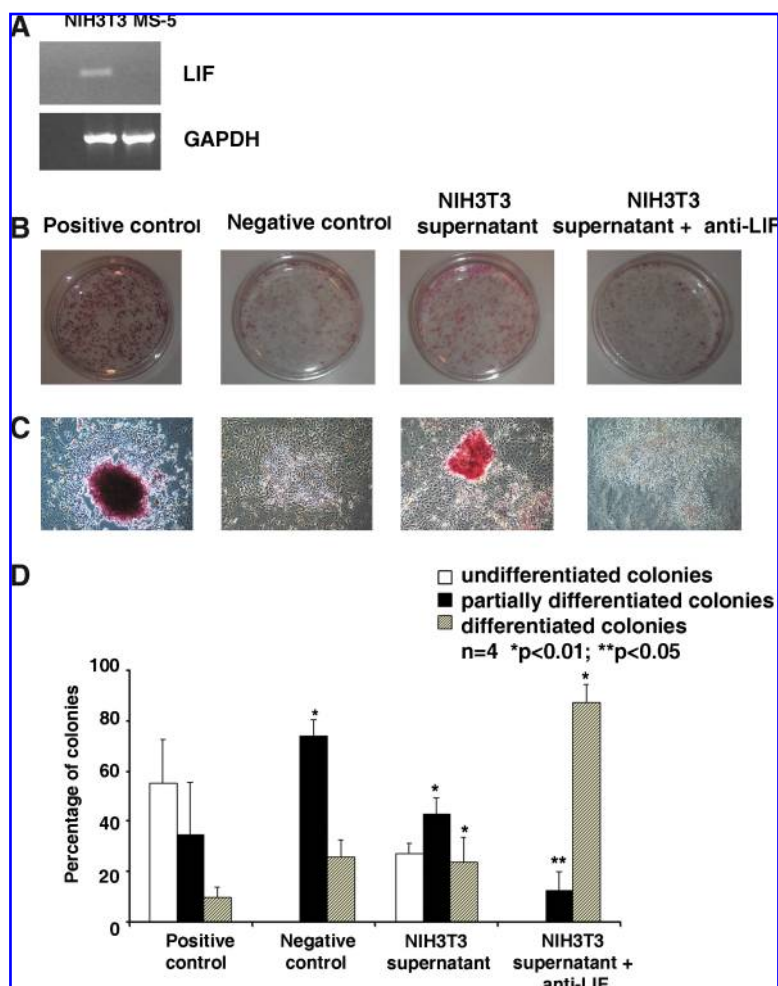 A
NIH3T3 MS-5
LIF
GAPDH
B
Positive control
Negative control
NIH3T3
supernatant
NIH3T3
supernatant + anti-LIF
C
D
undifferentiated colonies
partially differentiated colonies
differentiated colonies
n=4 *p<0.01; **p<0.05
Percentage of colonies
100
80
60
40
20
0
*
*
*
**
*
Positive
control
Negative
control
NIH3T3
supernatant
NIH3T3
supernatant +
anti-LIF